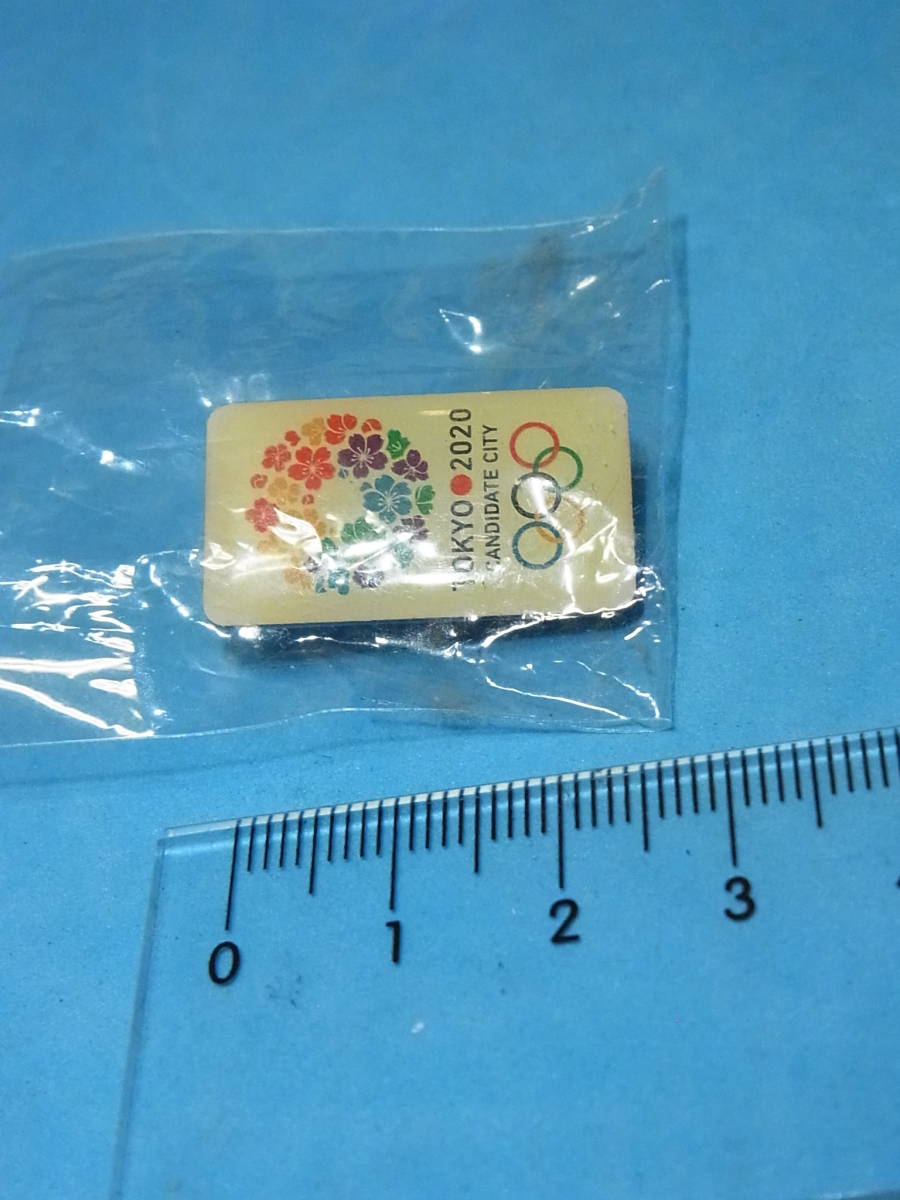 TOKYO 2020
CANDIDATE CITY
0 1 2 3